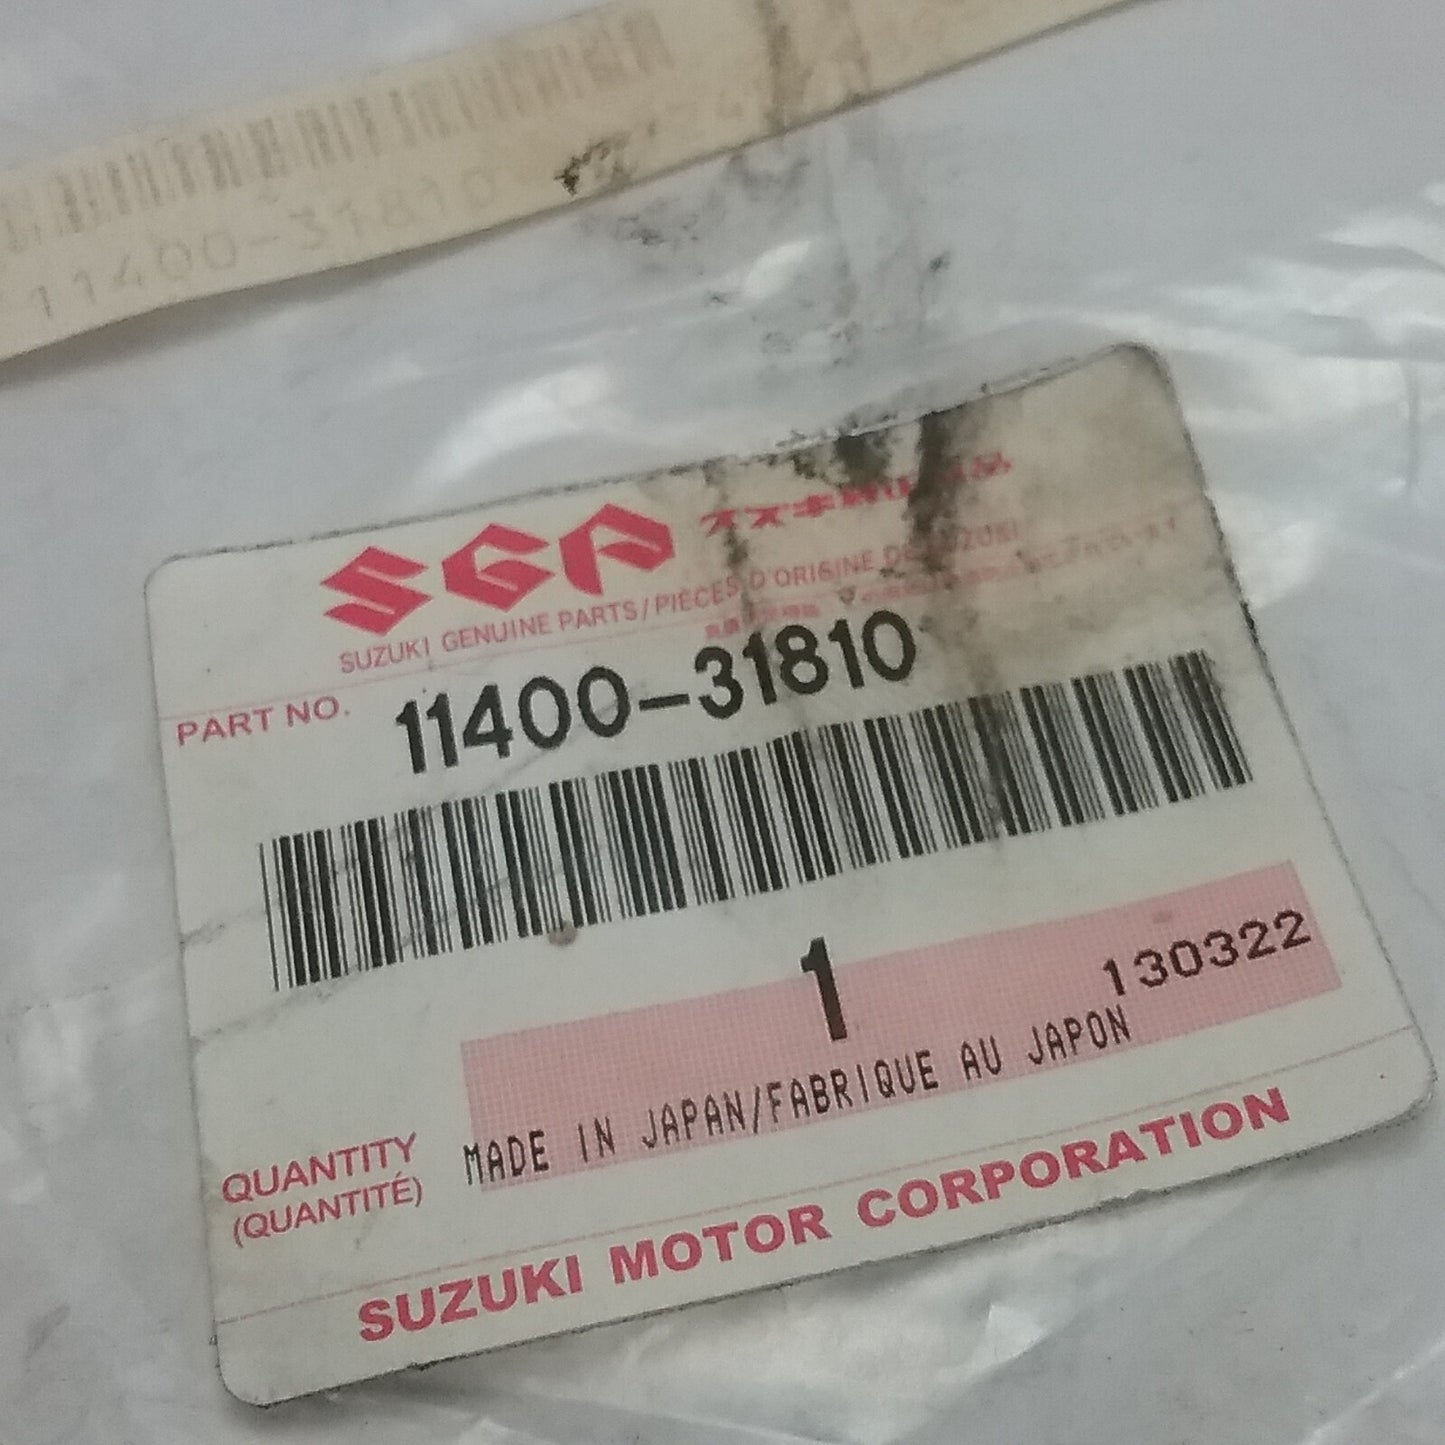 11400-31810
SGP
SUZUKI GENUINE PARTS/PIÈCES D'ORIGINE DE SUZUKI
PART NO. 11400-31810
1
130322
MADE IN JAPAN/FABRIQUE AU JAPON
QUANTITY
(QUANTITÉ)
SUZUKI MOTOR CORPORATION